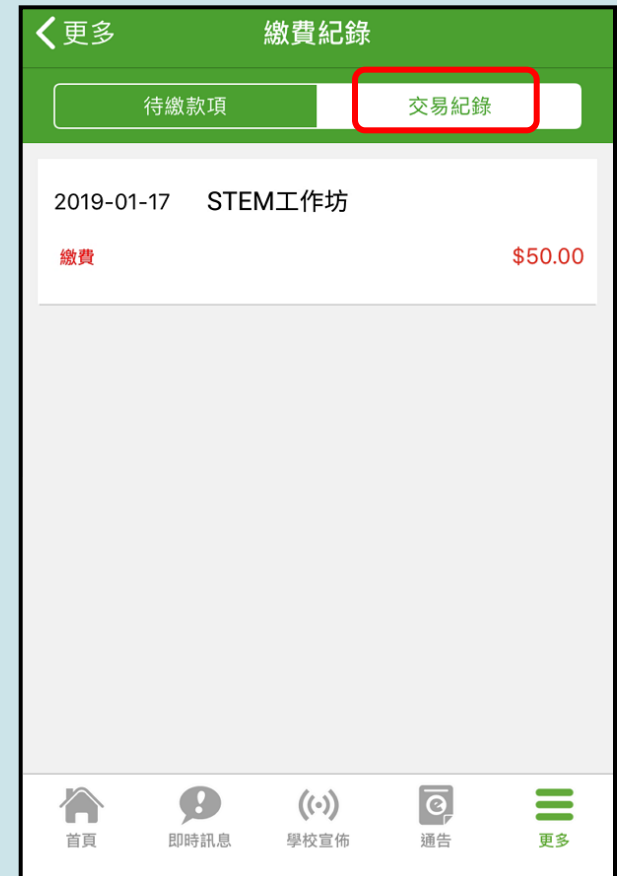 更多 繳費紀錄
待繳款項 交易紀錄
2019-01-17 STEM工作坊
繳費 $50.00
首頁 即時訊息 學校宣佈 通告 更多